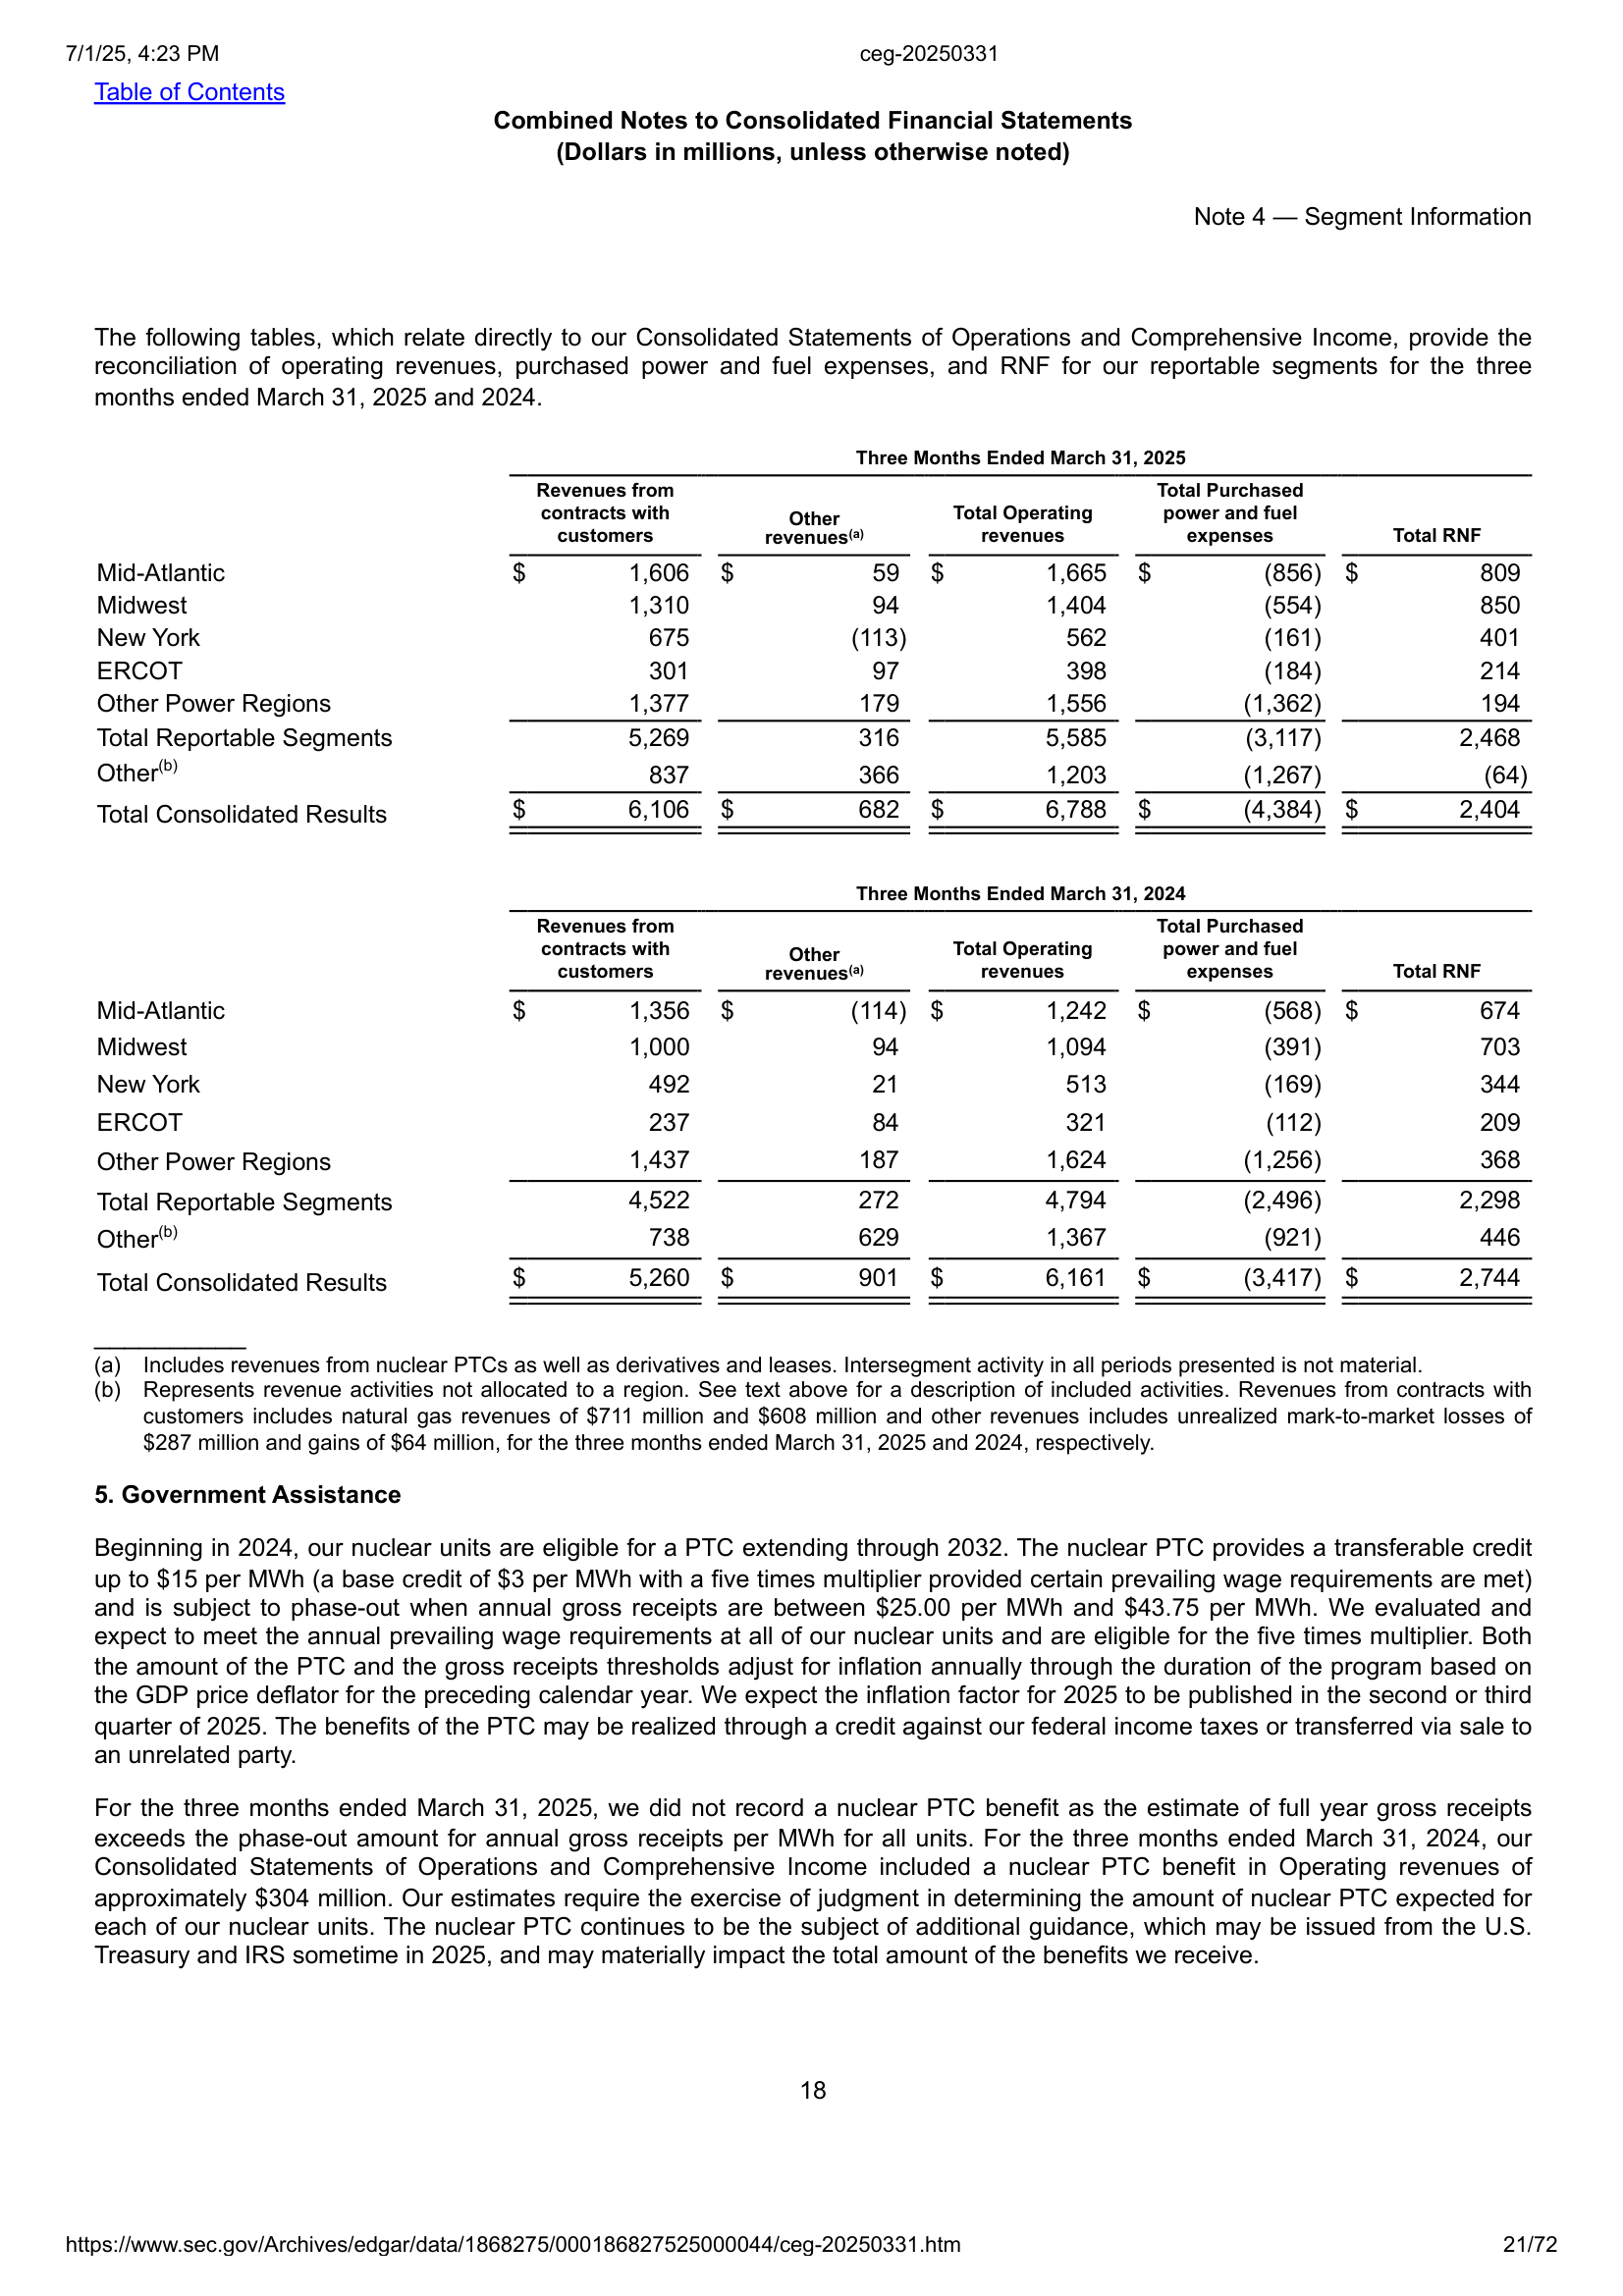 7/1/25, 4:23 PM ceg-20250331
Table of Contents
Combined Notes to Consolidated Financial Statements
(Dollars in millions, unless otherwise noted)
Note 4 — Segment Information
The following tables, which relate directly to our Consolidated Statements of Operations and Comprehensive Income, provide the
reconciliation of operating revenues, purchased power and fuel expenses, and RNF for our reportable segments for the three
months ended March 31, 2025 and 2024.
Three Months Ended March 31, 2025
Revenues from contracts with customers Other revenues(a) Total Operating revenues Total Purchased power and fuel expenses Total RNF
Mid-Atlantic $ 1,606 $ 59 $ 1,665 $ (856) $ 809
Midwest 1,310 94 1,404 (554) 850
New York 675 (113) 562 (161) 401
ERCOT 301 97 398 (184) 214
Other Power Regions 1,377 179 1,556 (1,362) 194
Total Reportable Segments 5,269 316 5,585 (3,117) 2,468
Other(b) 837 366 1,203 (1,267) (64)
Total Consolidated Results $ 6,106 $ 682 $ 6,788 $ (4,384) $ 2,404
Three Months Ended March 31, 2024
Revenues from contracts with customers Other revenues(a) Total Operating revenues Total Purchased power and fuel expenses Total RNF
Mid-Atlantic $ 1,356 $ (114) $ 1,242 $ (568) $ 674
Midwest 1,000 94 1,094 (391) 703
New York 492 21 513 (169) 344
ERCOT 237 84 321 (112) 209
Other Power Regions 1,437 187 1,624 (1,256) 368
Total Reportable Segments 4,522 272 4,794 (2,496) 2,298
Other(b) 738 629 1,367 (921) 446
Total Consolidated Results $ 5,260 $ 901 $ 6,161 $ (3,417) $ 2,744
(a) Includes revenues from nuclear PTCs as well as derivatives and leases. Intersegment activity in all periods presented is not material.
(b) Represents revenue activities not allocated to a region. See text above for a description of included activities. Revenues from contracts with
customers includes natural gas revenues of $711 million and $608 million and other revenues includes unrealized mark-to-market losses of
$287 million and gains of $64 million, for the three months ended March 31, 2025 and 2024, respectively.
5. Government Assistance
Beginning in 2024, our nuclear units are eligible for a PTC extending through 2032. The nuclear PTC provides a transferable credit
up to $15 per MWh (a base credit of $3 per MWh with a five times multiplier provided certain prevailing wage requirements are met)
and is subject to phase-out when annual gross receipts are between $25.00 per MWh and $43.75 per MWh. We evaluated and
expect to meet the annual prevailing wage requirements at all of our nuclear units and are eligible for the five times multiplier. Both
the amount of the PTC and the gross receipts thresholds adjust for inflation annually through the duration of the program based on
the GDP price deflator for the preceding calendar year. We expect the inflation factor for 2025 to be published in the second or third
quarter of 2025. The benefits of the PTC may be realized through a credit against our federal income taxes or transferred via sale to
an unrelated party.
For the three months ended March 31, 2025, we did not record a nuclear PTC benefit as the estimate of full year gross receipts
exceeds the phase-out amount for annual gross receipts per MWh for all units. For the three months ended March 31, 2024, our
Consolidated Statements of Operations and Comprehensive Income included a nuclear PTC benefit in Operating revenues of
approximately $304 million. Our estimates require the exercise of judgment in determining the amount of nuclear PTC expected for
each of our nuclear units. The nuclear PTC continues to be the subject of additional guidance, which may be issued from the U.S.
Treasury and IRS sometime in 2025, and may materially impact the total amount of the benefits we receive.
18
https://www.sec.gov/Archives/edgar/data/1868275/000186827525000044/ceg-20250331.htm 21/72